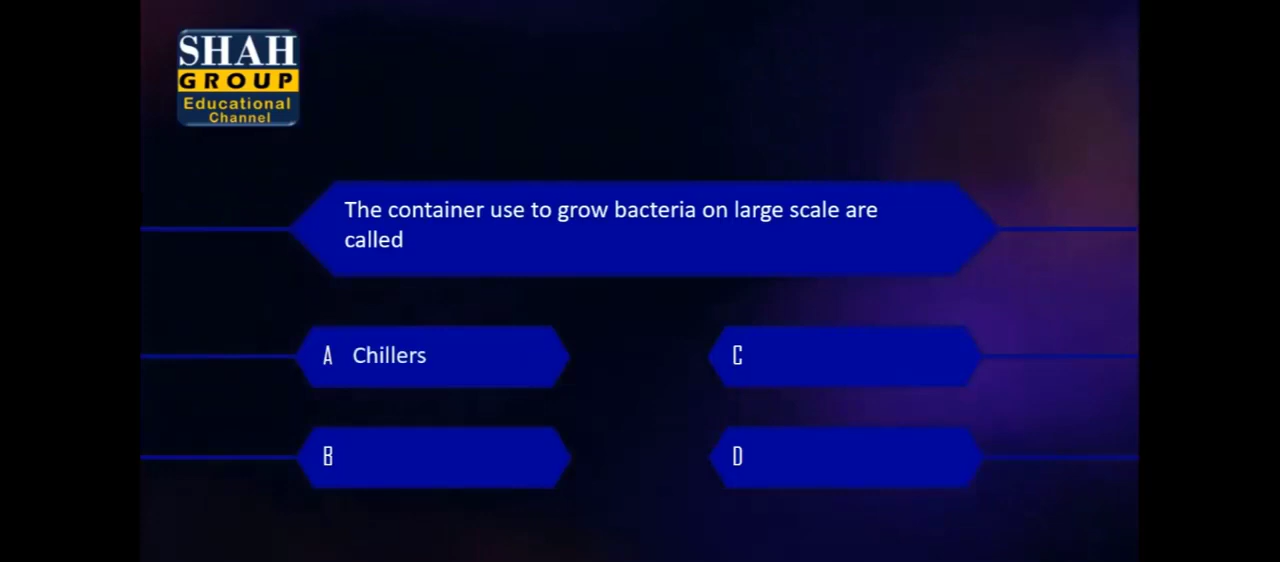 SHAH
GROUP
Educational
Channel
The container use to grow bacteria on large scale are
called
A Chillers
C
B
D